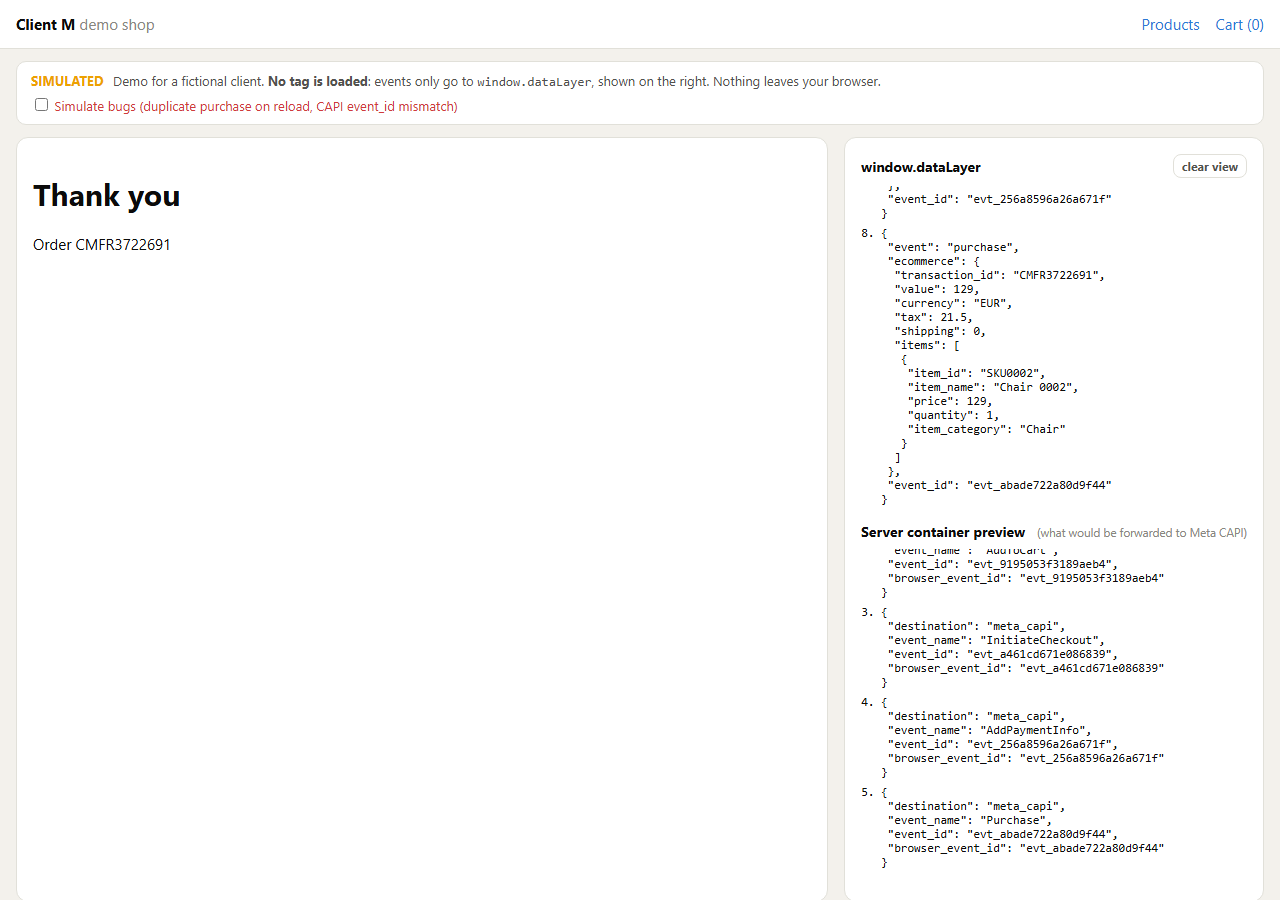 Client M demo shop
Products
Cart (0)
SIMULATED Demo for a fictional client. No tag is loaded: events only go to window.dataLayer, shown on the right. Nothing leaves your browser.
Simulate bugs (duplicate purchase on reload, CAPI event_id mismatch)
Thank you
Order CMFR3722691
window.dataLayer
clear view
},
"event_id": "evt_256a8596a26a671f"
}
8. {
"event": "purchase",
"ecommerce": {
"transaction_id": "CMFR3722691",
"value": 129,
"currency": "EUR",
"tax": 21.5,
"shipping": 0,
"items": [
{
"item_id": "SKU0002",
"item_name": "Chair 0002",
"price": 129,
"quantity": 1,
"item_category": "Chair"
}
]
},
"event_id": "evt_abade722a80d9f44"
}
Server container preview (what would be forwarded to Meta CAPI)
"event_name": "AddToCart",
"event_id": "evt_9195053f3189aeb4",
"browser_event_id": "evt_9195053f3189aeb4"
}
3. {
"destination": "meta_capi",
"event_name": "InitiateCheckout",
"event_id": "evt_a461cd671e086839",
"browser_event_id": "evt_a461cd671e086839"
}
4. {
"destination": "meta_capi",
"event_name": "AddPaymentInfo",
"event_id": "evt_256a8596a26a671f",
"browser_event_id": "evt_256a8596a26a671f"
}
5. {
"destination": "meta_capi",
"event_name": "Purchase",
"event_id": "evt_abade722a80d9f44",
"browser_event_id": "evt_abade722a80d9f44"
}